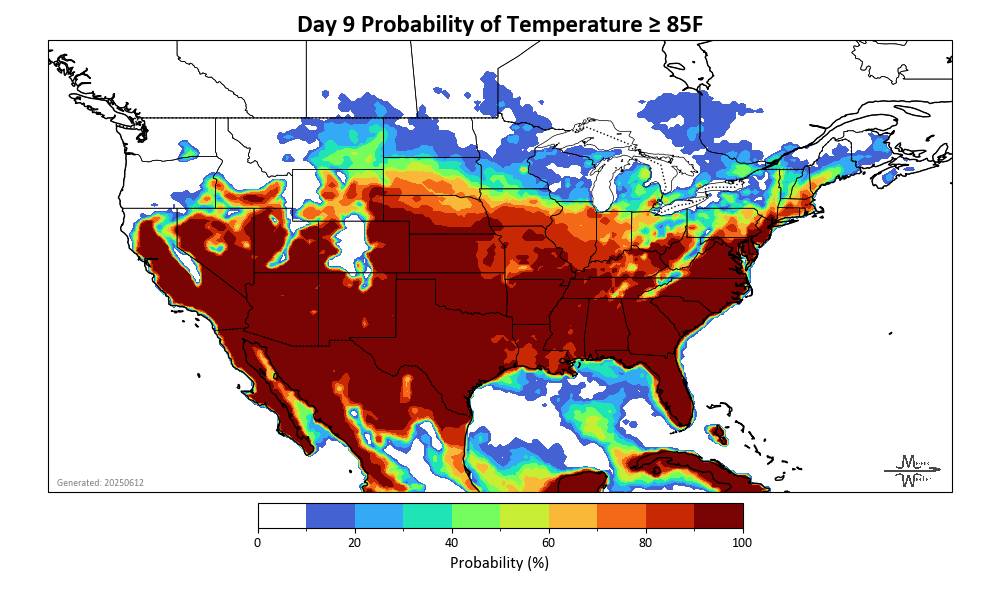 Day 9 Probability of Temperature ≥ 85F
Generated: 20250612
0 20 40 60 80 100
Probability (%)